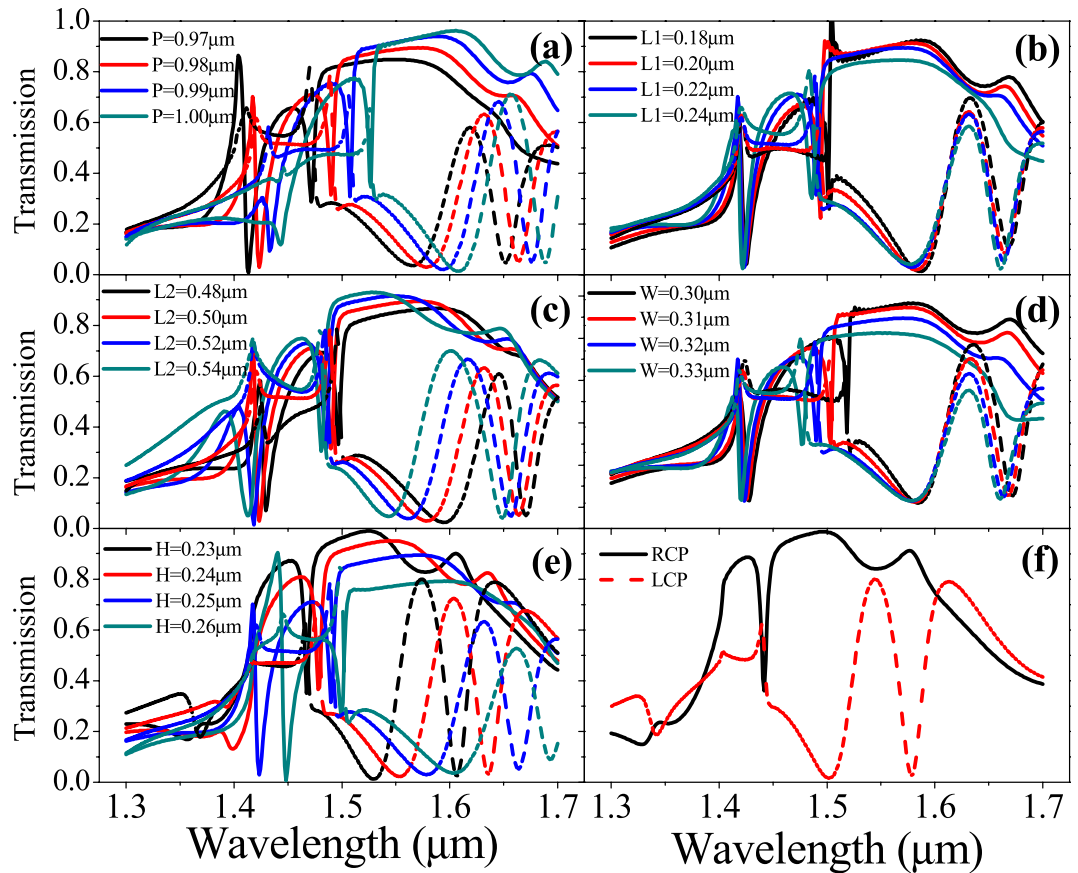 1.0
0.8
0.6
0.4
0.2
0.0
Transmission
P=0.97μm
P=0.98μm
P=0.99μm
P=1.00μm
(a)
L1=0.18μm
L1=0.20μm
L1=0.22μm
L1=0.24μm
(b)
0.8
0.6
0.4
0.2
0.0
Transmission
L2=0.48μm
L2=0.50μm
L2=0.52μm
L2=0.54μm
(c)
W=0.30μm
W=0.31μm
W=0.32μm
W=0.33μm
(d)
0.8
0.6
0.4
0.2
0.0
Transmission
H=0.23μm
H=0.24μm
H=0.25μm
H=0.26μm
(e)
RCP
LCP
(f)
1.3 1.4 1.5 1.6 1.7
1.3 1.4 1.5 1.6 1.7
Wavelength (μm)
Wavelength (μm)